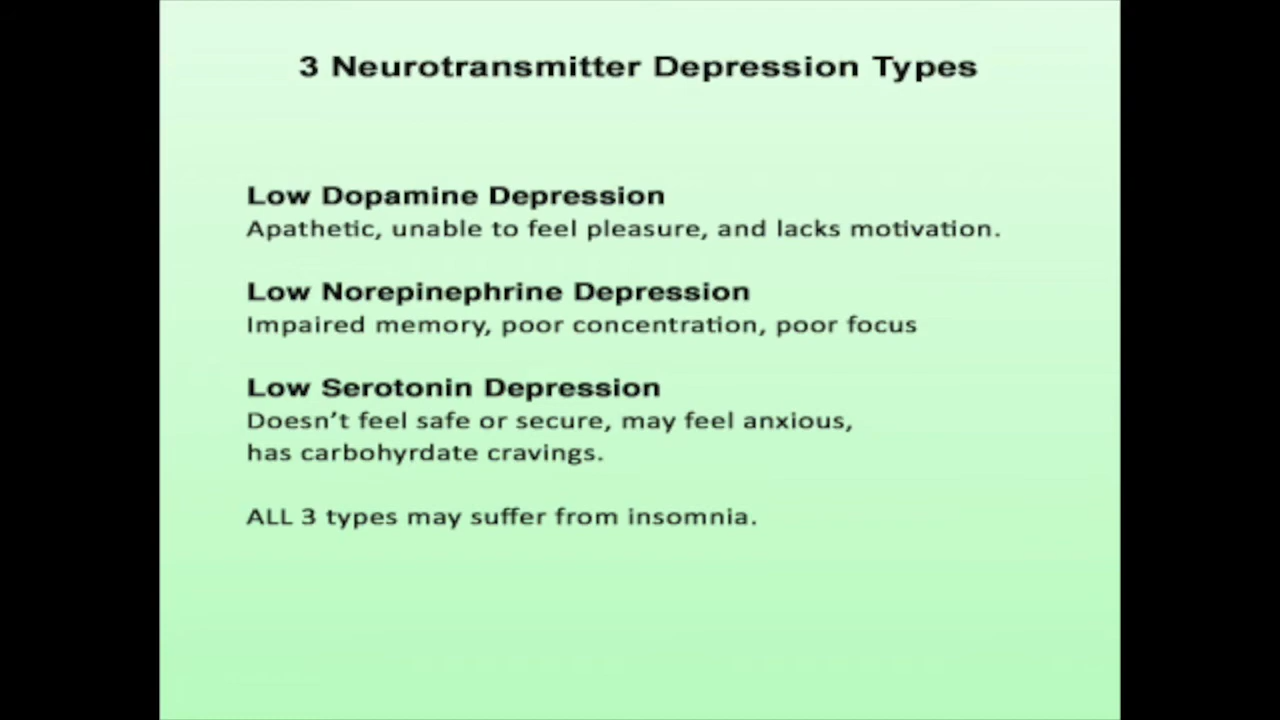 3 Neurotransmitter Depression Types
Low Dopamine Depression
Apathetic, unable to feel pleasure, and lacks motivation.
Low Norepinephrine Depression
Impaired memory, poor concentration, poor focus
Low Serotonin Depression
Doesn’t feel safe or secure, may feel anxious,
has carbohyrdate cravings.
ALL 3 types may suffer from insomnia.